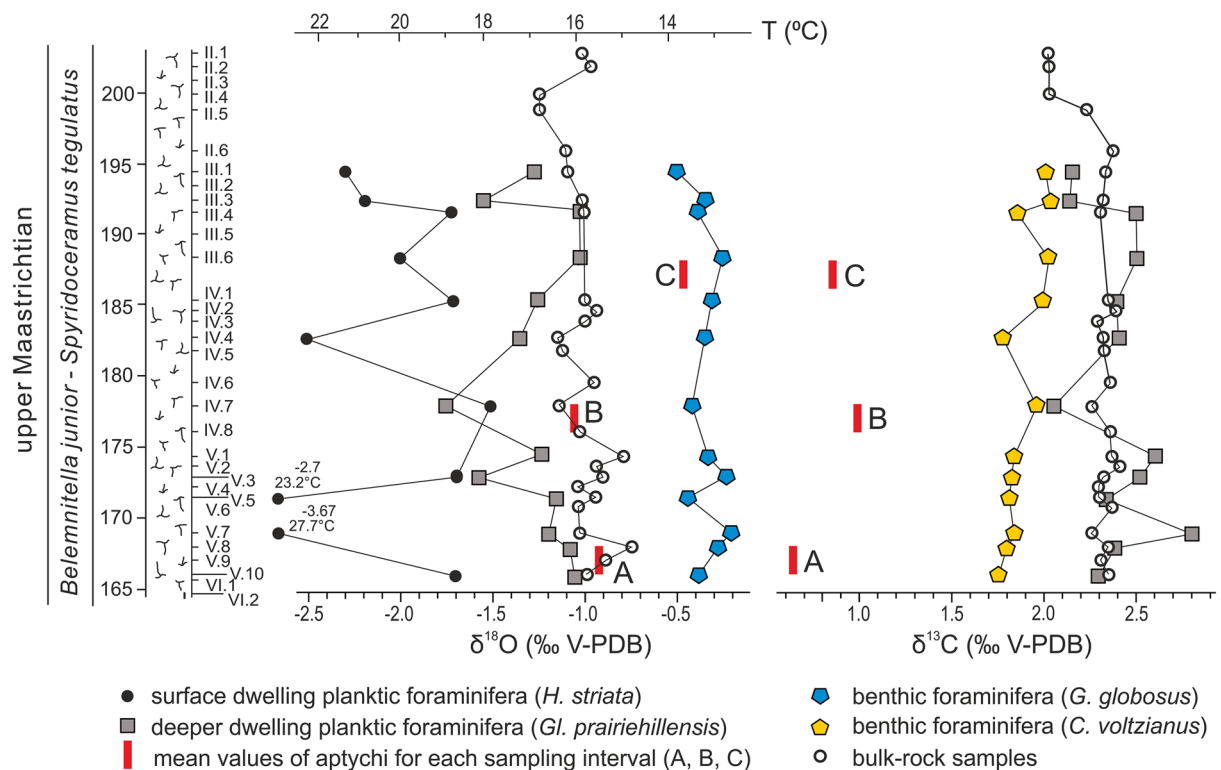 22 20 18 16 14 T (ºC)
upper Maastrichtian
Belemnitella junior - Spyridoceramus tegulatus
200
195
190
185
180
175
170
165
II.1
II.2
II.3
II.4
II.5
II.6
III.1
III.2
III.3
III.4
III.5
III.6
IV.1
IV.2
IV.3
IV.4
IV.5
IV.6
IV.7
IV.8
V.1
V.2
V.3
V.4
V.5
V.6
V.7
V.8
V.9
V.10
VI.1
VI.2
-2.7
23.2°C
-3.67
27.7°C
C
B
A
C
B
A
-2.5 -2.0 -1.5 -1.0 -0.5 -0.1
δ18O (‰ V-PDB)
1.0 2.0 2.5
δ13C (‰ V-PDB)
surface dwelling planktic foraminifera (H. striata)
deeper dwelling planktic foraminifera (Gl. prairiehillensis)
mean values of aptychi for each sampling interval (A, B, C)
benthic foraminifera (G. globosus)
benthic foraminifera (C. voltzianus)
bulk-rock samples